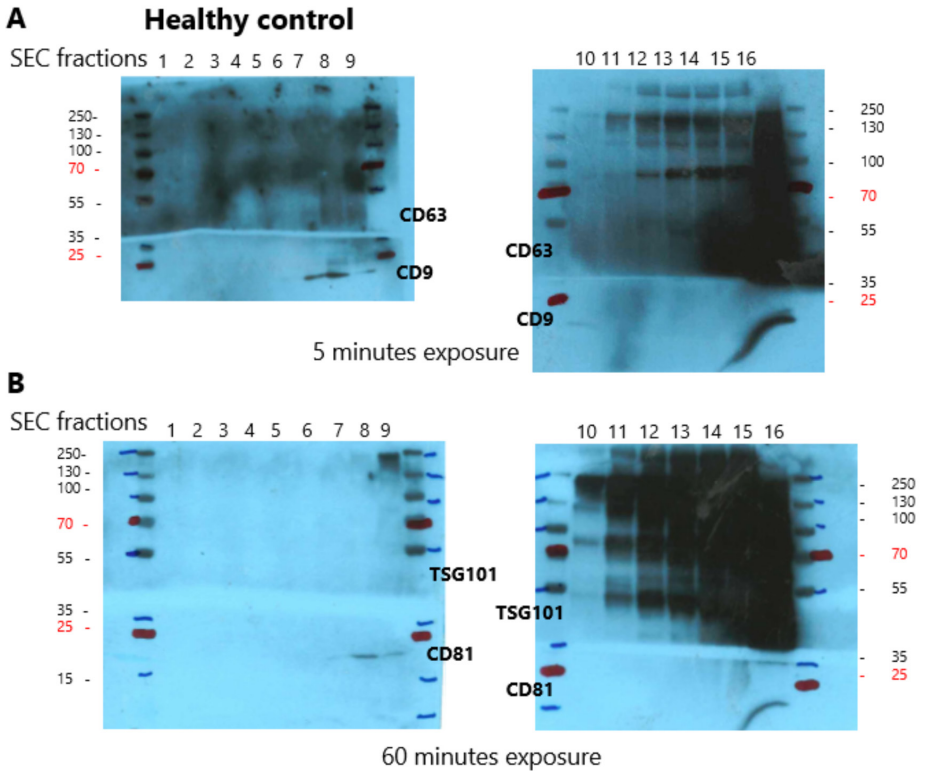 A
Healthy control
SEC fractions 1 2 3 4 5 6 7 8 9
10 11 12 13 14 15 16
250-
130 -
100 -
70 -
55 -
35 -
25 -
CD63
CD9
CD63
CD9
- 250
- 130
- 100
- 70
- 55
- 35
- 25
5 minutes exposure
B
SEC fractions 1 2 3 4 5 6 7 8 9
10 11 12 13 14 15 16
250-
130 -
100 -
70 -
55 -
35 -
25 -
15 -
TSG101
CD81
TSG101
CD81
- 250
- 130
- 100
- 70
- 55
- 35
- 25
60 minutes exposure